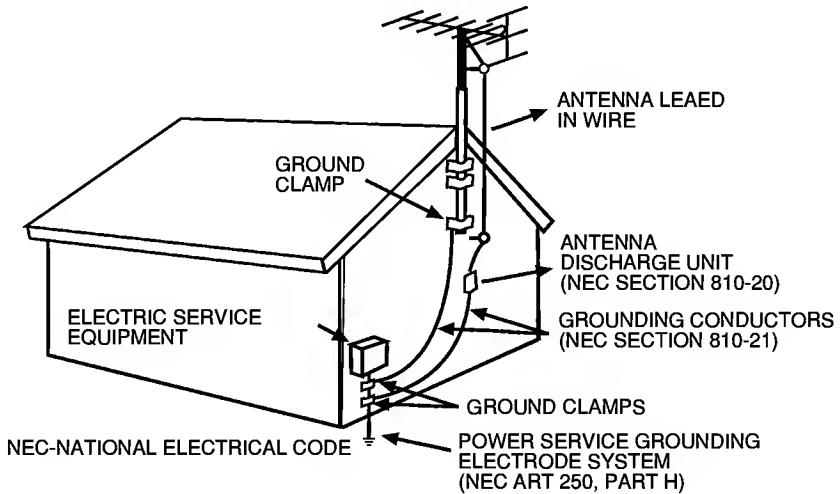 ANTENNA LEAED
IN WIRE
GROUND
CLAMP
ANTENNA
DISCHARGE UNIT
(NEC SECTION 810-20)
ELECTRIC SERVICE
EQUIPMENT
GROUNDING CONDUCTORS
(NEC SECTION 810-21)
GROUND CLAMPS
NEC-NATIONAL ELECTRICAL CODE
POWER SERVICE GROUNDING
ELECTRODE SYSTEM
(NEC ART 250, PART H)